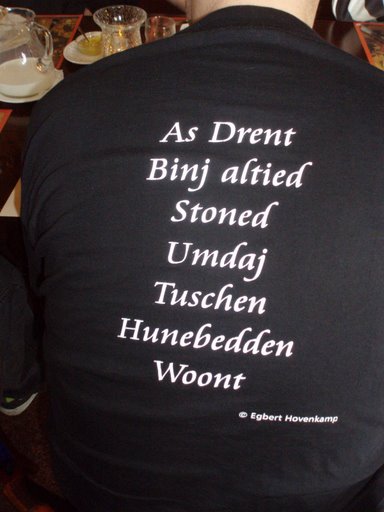 As Drent
Binj altied
Stoned
Umdaj
Tuschen
Hunebedden
Woont
© Egbert Hovenkamp